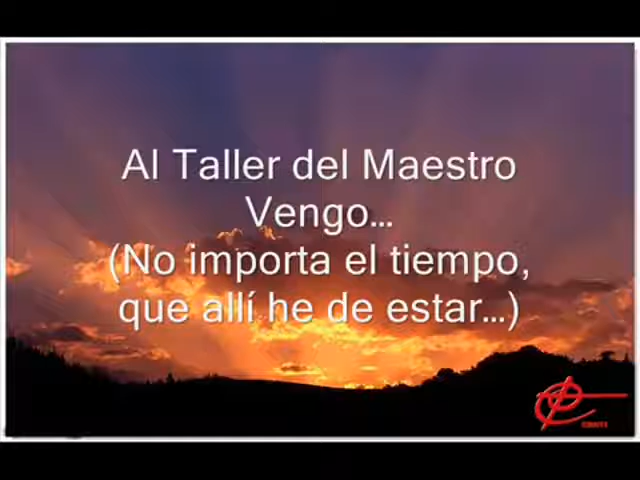 Al Taller del Maestro
Vengo...
(No importa el tiempo,
que allí he de estar...)